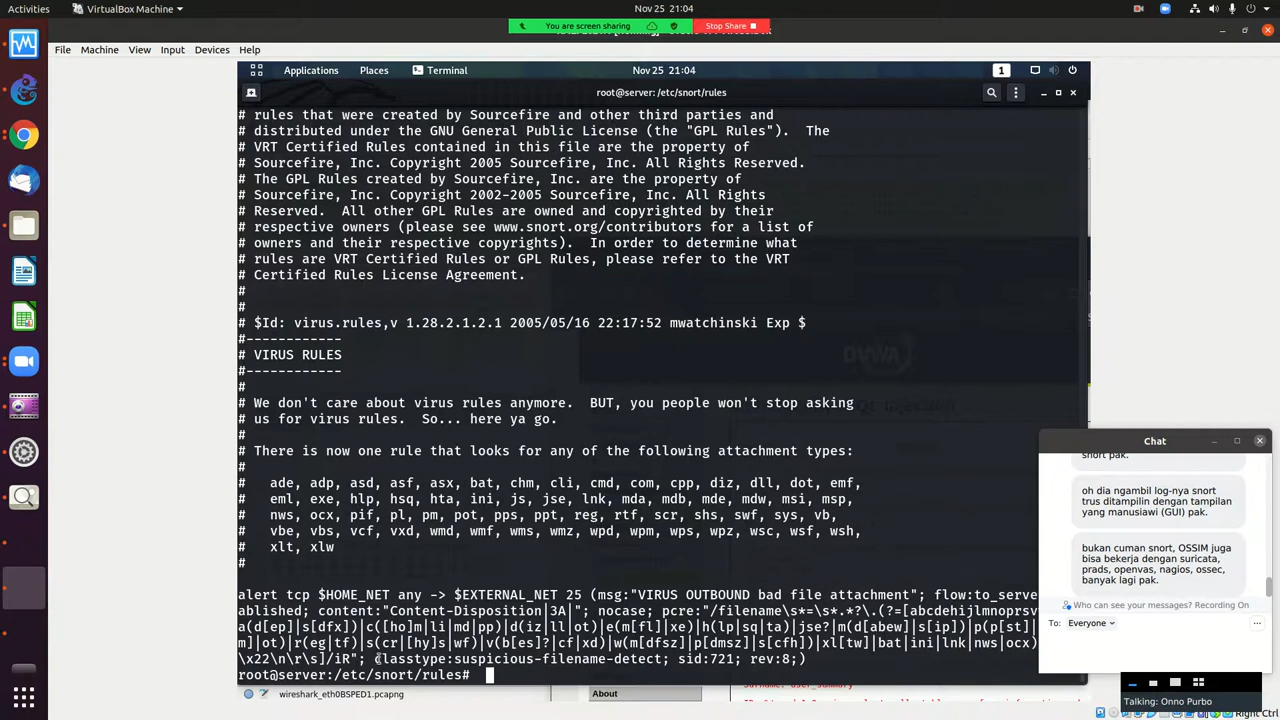 Activities
VirtualBox Machine
Nov 25 21:04
You are screen sharing
Stop Share
File Machine View Input Devices Help
Applications Places Terminal
Nov 25 21:04
1
root@server: /etc/snort/rules
# rules that were created by Sourcefire and other third parties and
# distributed under the GNU General Public License (the "GPL Rules").  The
# VRT Certified Rules contained in this file are the property of
# Sourcefire, Inc. Copyright 2005 Sourcefire, Inc. All Rights Reserved.
# The GPL Rules created by Sourcefire, Inc. are the property of
# Sourcefire, Inc. Copyright 2002-2005 Sourcefire, Inc. All Rights
# Reserved.  All other GPL Rules are owned and copyrighted by their
# respective owners (please see www.snort.org/contributors for a list of
# owners and their respective copyrights).  In order to determine what
# rules are VRT Certified Rules or GPL Rules, please refer to the VRT
# Certified Rules License Agreement.
#
#
# $Id: virus.rules,v 1.28.2.1.2.1 2005/05/16 22:17:52 mwatchinski Exp $
#------------
# VIRUS RULES
#------------
#
# We don't care about virus rules anymore.  BUT, you people won't stop asking
# us for virus rules.  So... here ya go.
#
# There is now one rule that looks for any of the following attachment types:
#
#   ade, adp, asd, asf, asx, bat, chm, cli, cmd, com, cpp, diz, dll, dot, emf,
#   eml, exe, hlp, hsq, hta, ini, js, jse, lnk, mda, mdb, mde, mdw, msi, msp,
#   nws, ocx, pif, pl, pm, pot, pps, ppt, reg, rtf, scr, shs, swf, sys, vb,
#   vbe, vbs, vcf, vxd, wmd, wmf, wms, wmz, wpd, wpm, wps, wpz, wsc, wsf, wsh,
#   xlt, xlw
#
alert tcp $HOME_NET any -> $EXTERNAL_NET 25 (msg:"VIRUS OUTBOUND bad file attachment"; flow:to_serve
ablished; content:"Content-Disposition|3A|"; nocase; pcre:"/filename\s*=\s*.*?\.(?=[abcdehijlmnoprsv
a(d[ep]|s[dfx])|c([ho]m|li|md|pp)|d(iz|ll|ot)|e(m[fl]|xe)|h(lp|sq|ta)|jse?|m(d[abew]|s[ip])|p(p[st]|
m|ot)|r(eg|tf)|s(cr|[hy]s|wf)|v(b[es]?|cf|xd)|w(m[dfsz]|p[dmsz]|s[cfh])|xl[tw]|bat|ini|lnk|nws|ocx)
\x22\n\r\s]/iR"; classtype:suspicious-filename-detect; sid:721; rev:8;)
root@server:/etc/snort/rules#
DVWA
Chat
snort pak.
oh dia ngambil log-nya snort
trus ditampilin dengan tampilan
yang manusiawi (GUI) pak.
bukan cuman snort, OSSIM juga
bisa bekerja dengan suricata,
prads, openvas, nagios, ossec,
banyak lagi pak.
Who can see your messages? Recording On
To: Everyone
wireshark_eth0BSPED1.pcapng
About
Talking: Onno Purbo
Right Ctrl